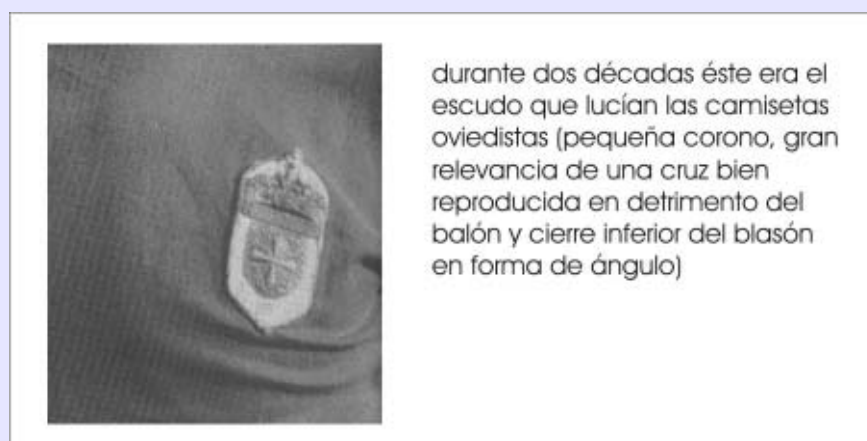 durante dos décadas éste era el
escudo que lucían las camisetas
oviedistas (pequeña corono, gran
relevancia de una cruz bien
reproducida en detrimento del
balón y cierre inferior del blasón
en forma de ángulo)